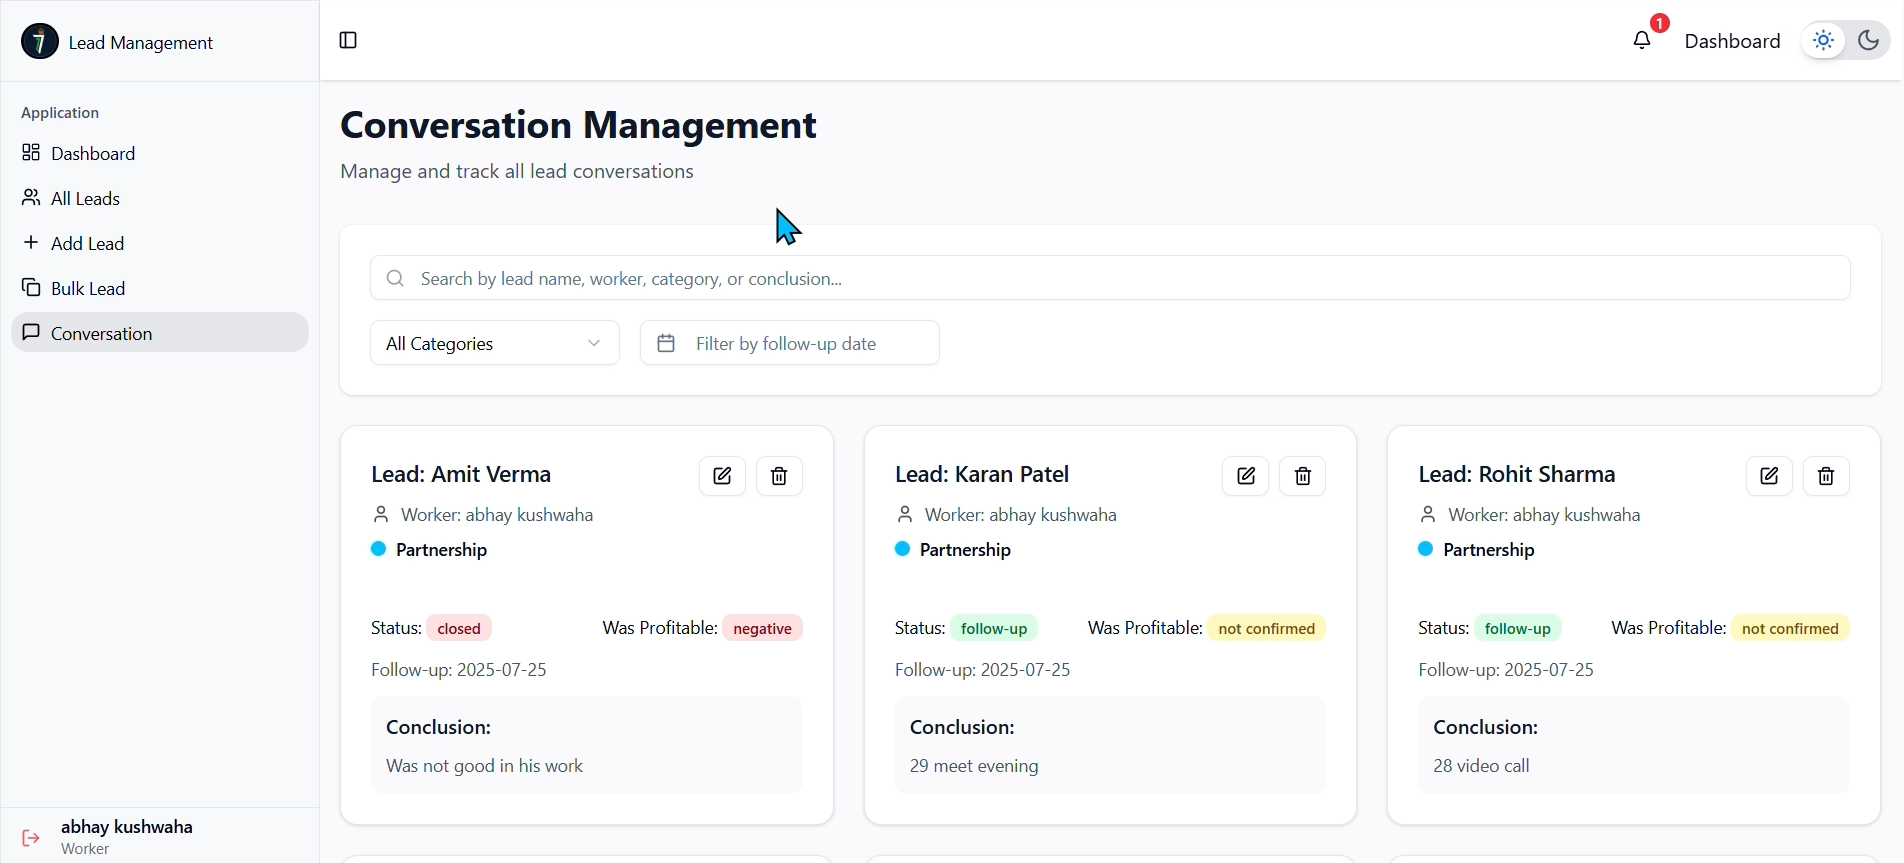 Lead Management
1
Dashboard
Application
Dashboard
All Leads
Add Lead
Bulk Lead
Conversation
abhay kushwaha
Worker
Conversation Management
Manage and track all lead conversations
Search by lead name, worker, category, or conclusion...
All Categories
Filter by follow-up date
Lead: Amit Verma
Worker: abhay kushwaha
Partnership
Status: closed
Was Profitable: negative
Follow-up: 2025-07-25
Conclusion:
Was not good in his work
Lead: Karan Patel
Worker: abhay kushwaha
Partnership
Status: follow-up
Was Profitable: not confirmed
Follow-up: 2025-07-25
Conclusion:
29 meet evening
Lead: Rohit Sharma
Worker: abhay kushwaha
Partnership
Status: follow-up
Was Profitable: not confirmed
Follow-up: 2025-07-25
Conclusion:
28 video call